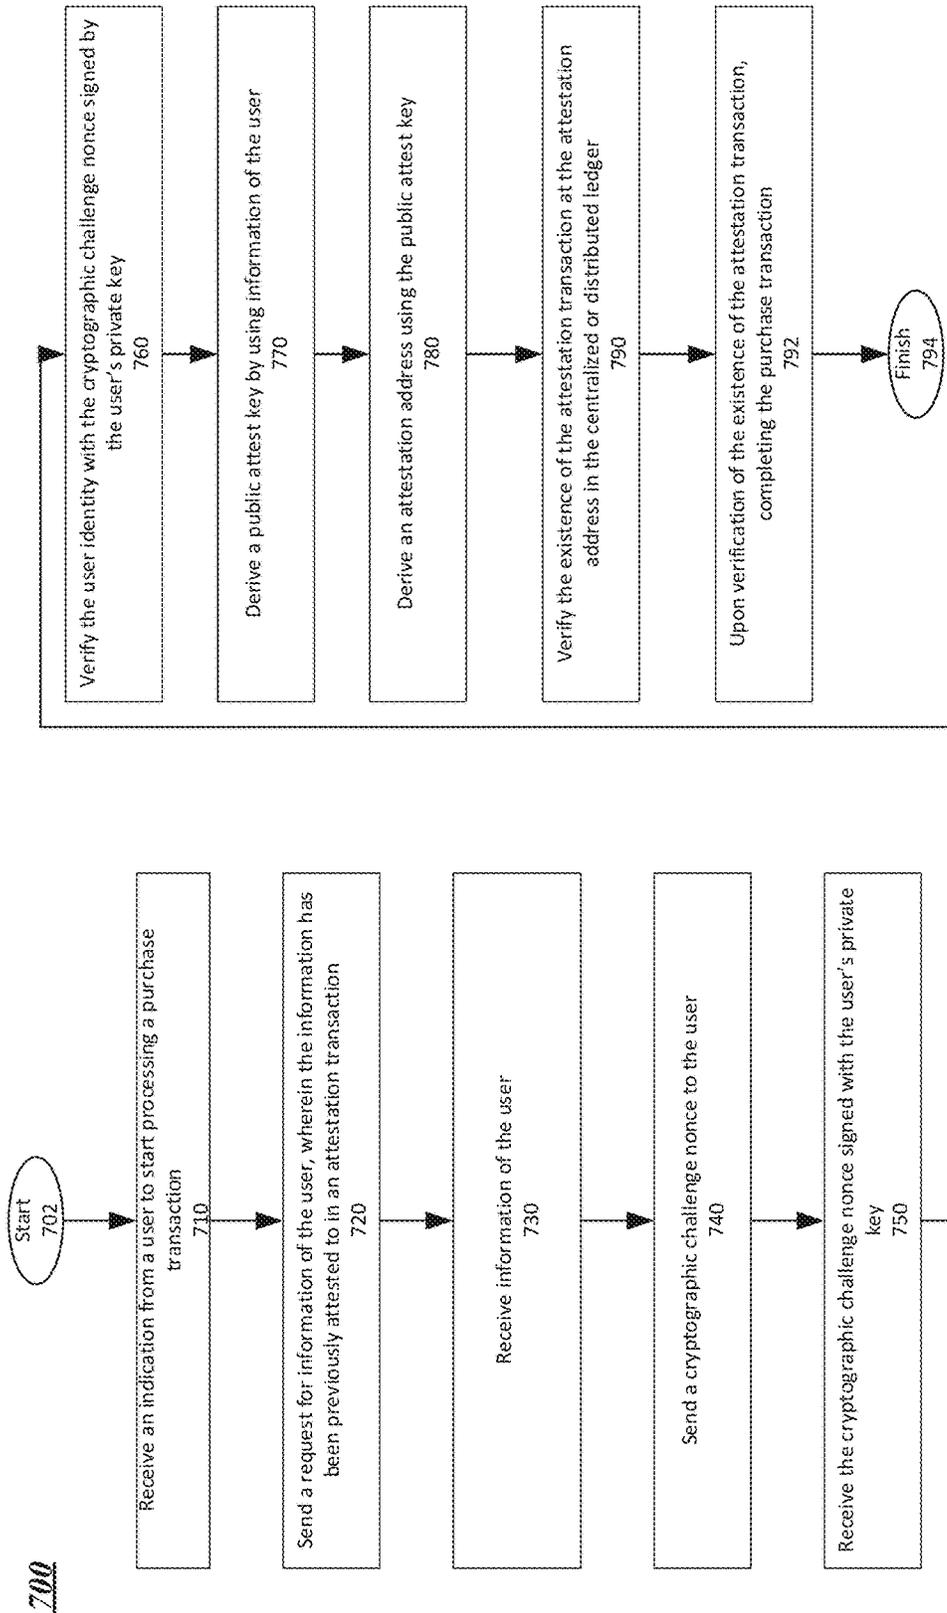 700
Start
702
Receive an indication from a user to start processing a purchase
transaction
710
Send a request for information of the user, wherein the information has
been previously attested to in an attestation transaction
720
Receive information of the user
730
Send a cryptographic challenge nonce to the user
740
Receive the cryptographic challenge nonce signed with the user's private
key
750
Verify the user identity with the cryptographic challenge nonce signed by
the user's private key
760
Derive a public attest key by using information of the user
770
Derive an attestation address using the public attest key
780
Verify the existence of the attestation transaction at the attestation
address in the centralized or distributed ledger
790
Upon verification of the existence of the attestation transaction,
completing the purchase transaction
792
Finish
794